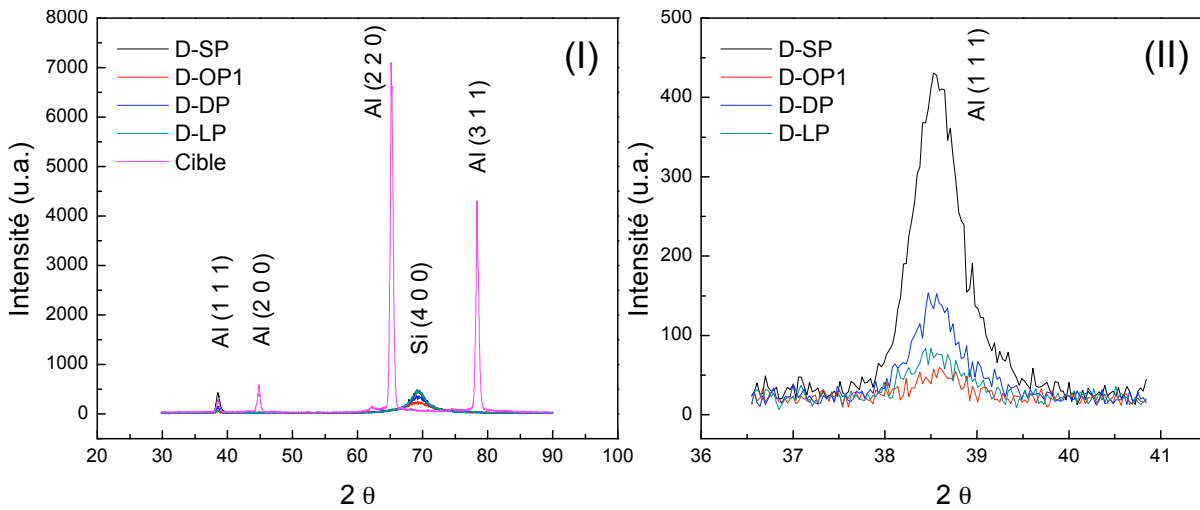 8000
7000
6000
5000
4000
3000
2000
1000
0
Intensité (u.a.)
D-SP
D-OP1
D-DP
D-LP
Cible
(I)
Al (1 1 1)
Al (2 0 0)
Al (2 2 0)
Si (4 0 0)
Al (3 1 1)
20 30 40 50 60 70 80 90 100
2 θ
500
400
300
200
100
0
Intensité (u.a.)
D-SP
D-OP1
D-DP
D-LP
(II)
Al (1 1 1)
36 37 38 39 40 41
2 θ